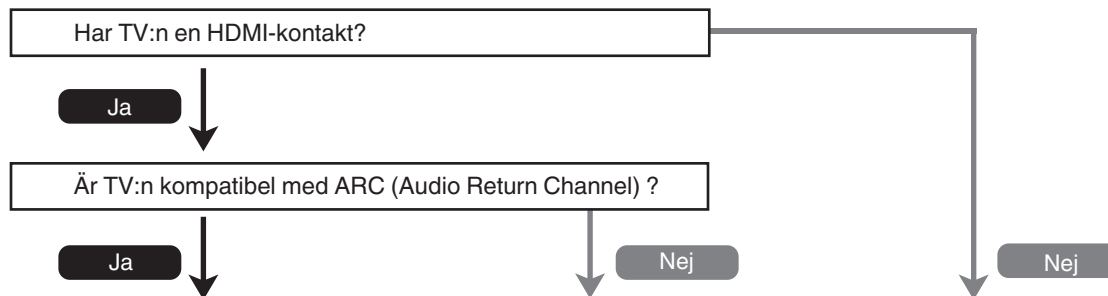 Har TV:n en HDMI-kontakt?
Ja
Är TV:n kompatibel med ARC (Audio Return Channel) ?
Ja
Nej
Nej